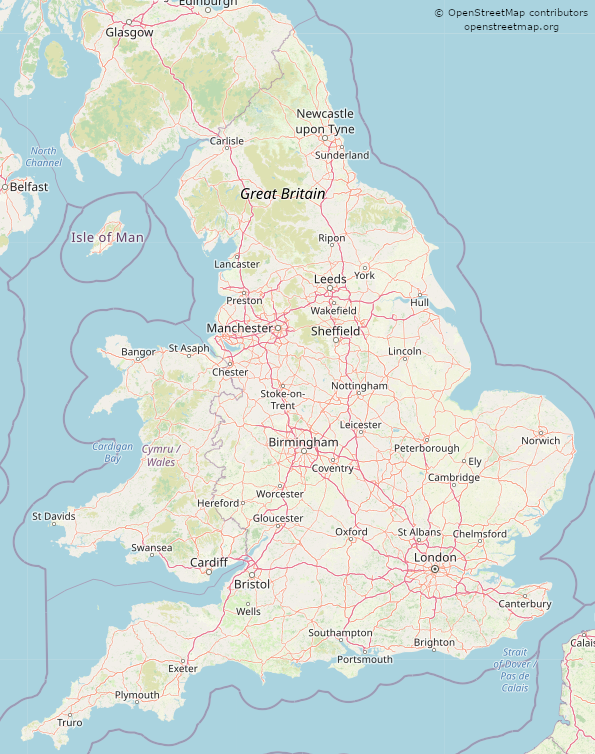 Edinburgh
© OpenStreetMap contributors
openstreetmap.org
Glasgow
Newcastle
upon Tyne
Carlisle
Sunderland
North
Channel
Belfast
Great Britain
Isle of Man
Ripon
Lancaster
Leeds
York
Preston
Hull
Wakefield
Manchester
Sheffield
Bangor
St Asaph
Lincoln
Chester
Stoke-on-
Trent
Nottingham
Leicester
Cardigan
Bay
Cymru /
Wales
Birmingham
Peterborough
Norwich
Coventry
Ely
Cambridge
Worcester
Hereford
St Davids
Gloucester
Swansea
Oxford
St Albans
Chelmsford
Cardiff
London
Bristol
Canterbury
Wells
Southampton
Brighton
Calais
Portsmouth
Strait
of Dover /
Pas de
Calais
Exeter
Plymouth
Truro